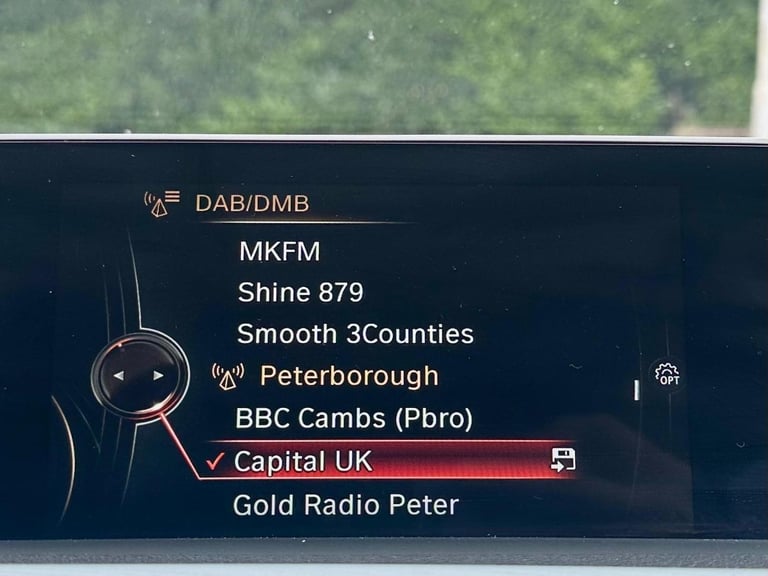 DAB/DMB
MKFM
Shine 879
Smooth 3Counties
Peterborough
OPT
BBC Cambs (Pbro)
Capital UK
Gold Radio Peter